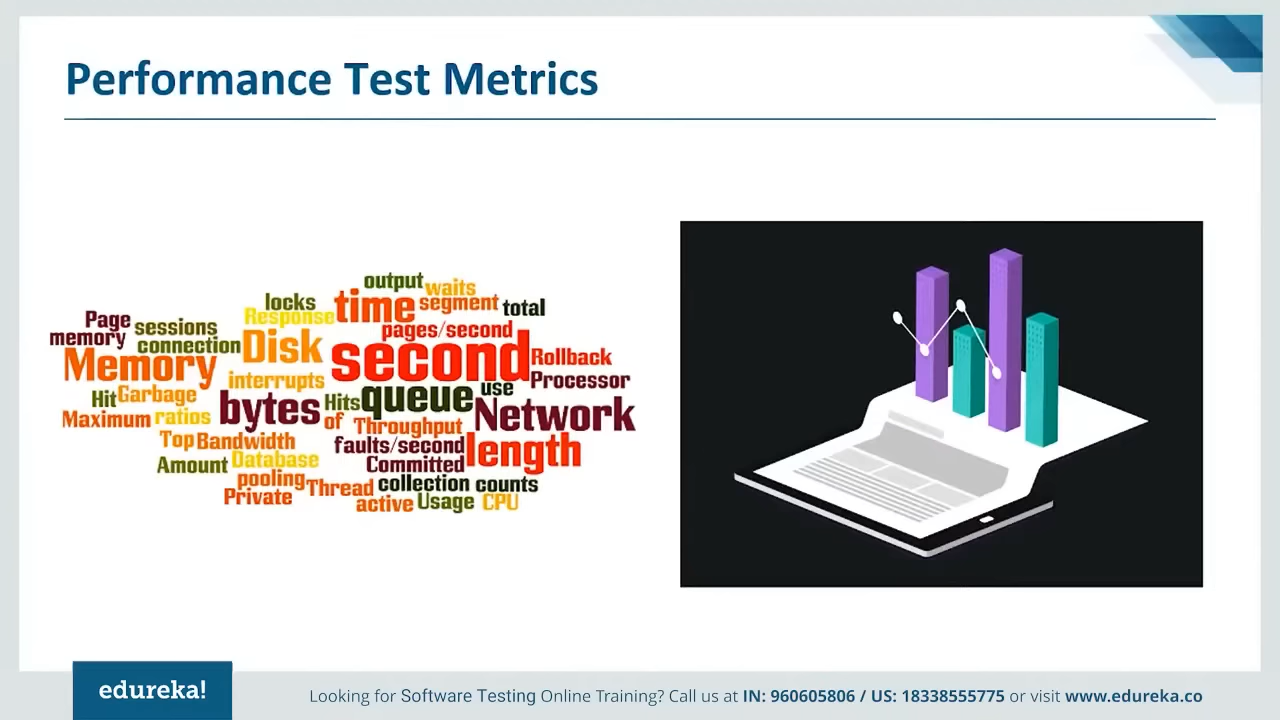 Performance Test Metrics
output waits
locks time segment total
Page Response
memory sessions pages/second
connection Disk second Rollback
Memory interrupts use Processor
Hit Garbage bytes Hits queue Network
Maximum ratios of Throughput
Top Bandwidth faults/second length
Amount Database Committed
pooling Thread collection counts
Private active Usage CPU
edureka!
Looking for Software Testing Online Training? Call us at IN: 960605806 / US: 18338555775 or visit www.edureka.co